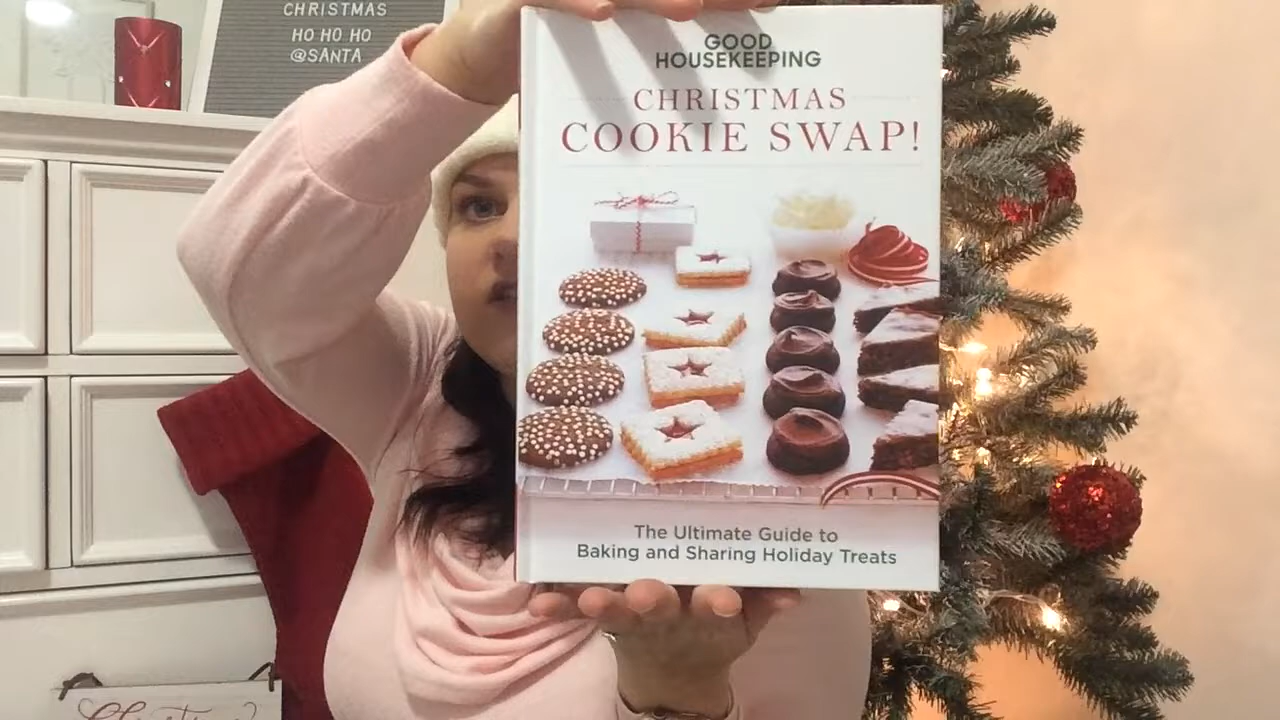 CHRISTMAS
HO HO HO
@SANTA
GOOD
HOUSEKEEPING
CHRISTMAS
COOKIE SWAP!
The Ultimate Guide to
Baking and Sharing Holiday Treats